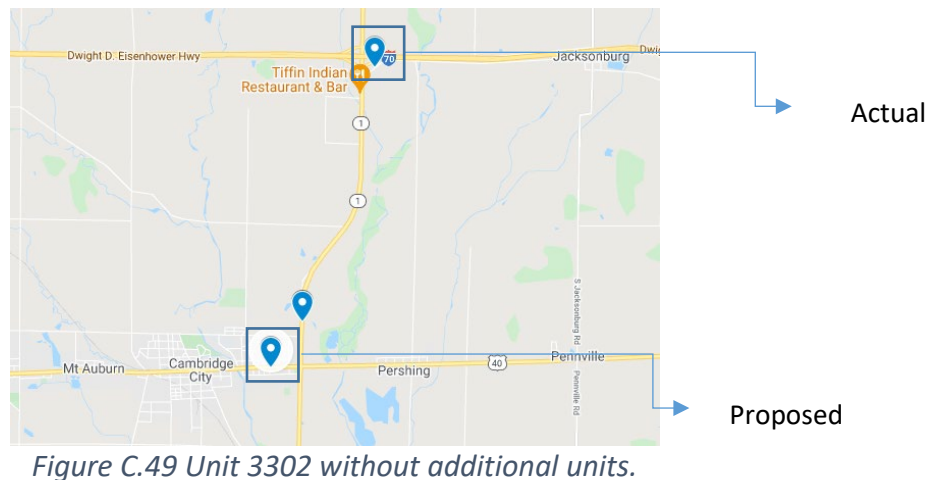 Dwight D. Eisenhower Hwy
70
Jacksonburg
Dwi
Tiffin Indian
Restaurant & Bar
Actual
1
1
S Jacksonburg Rd
Mt Auburn
Cambridge
City
Pershing
40
Pennville
Pennville Rd
Proposed
Figure C.49 Unit 3302 without additional units.